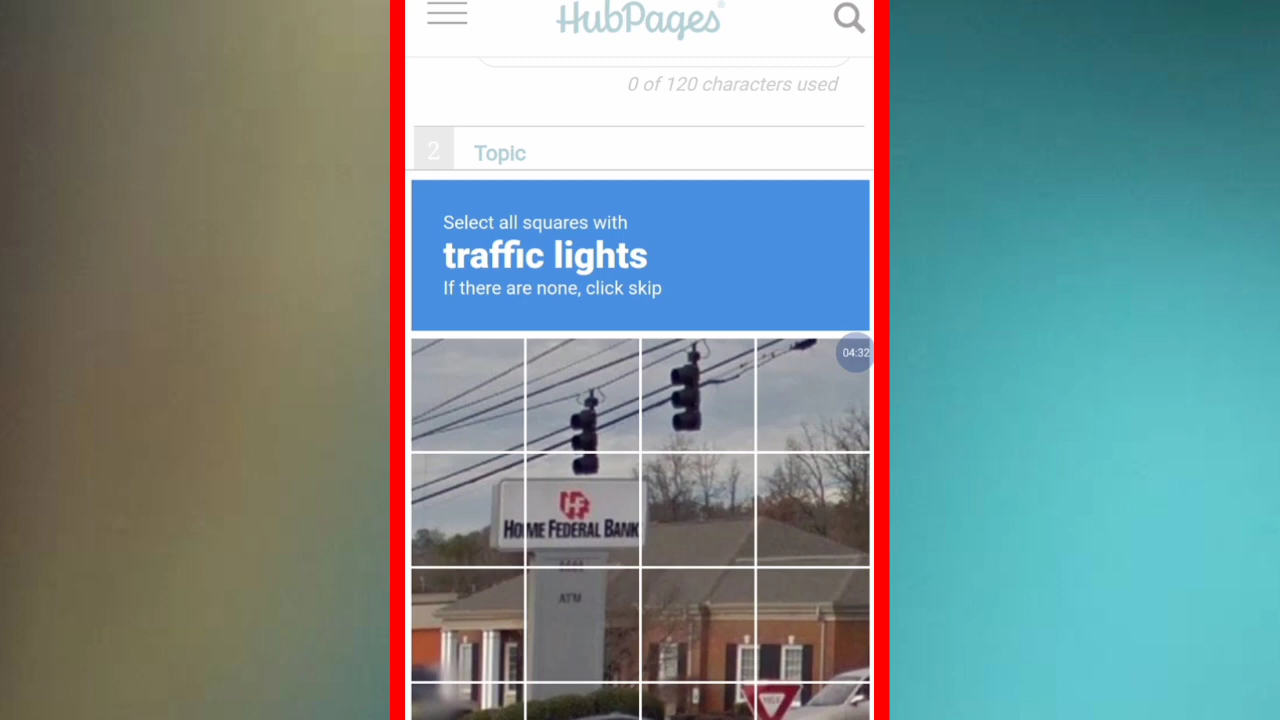 HubPages
0 of 120 characters used
2
Topic
Select all squares with
traffic lights
If there are none, click skip
04:32
HF
HOME FEDERAL BANK
ATM